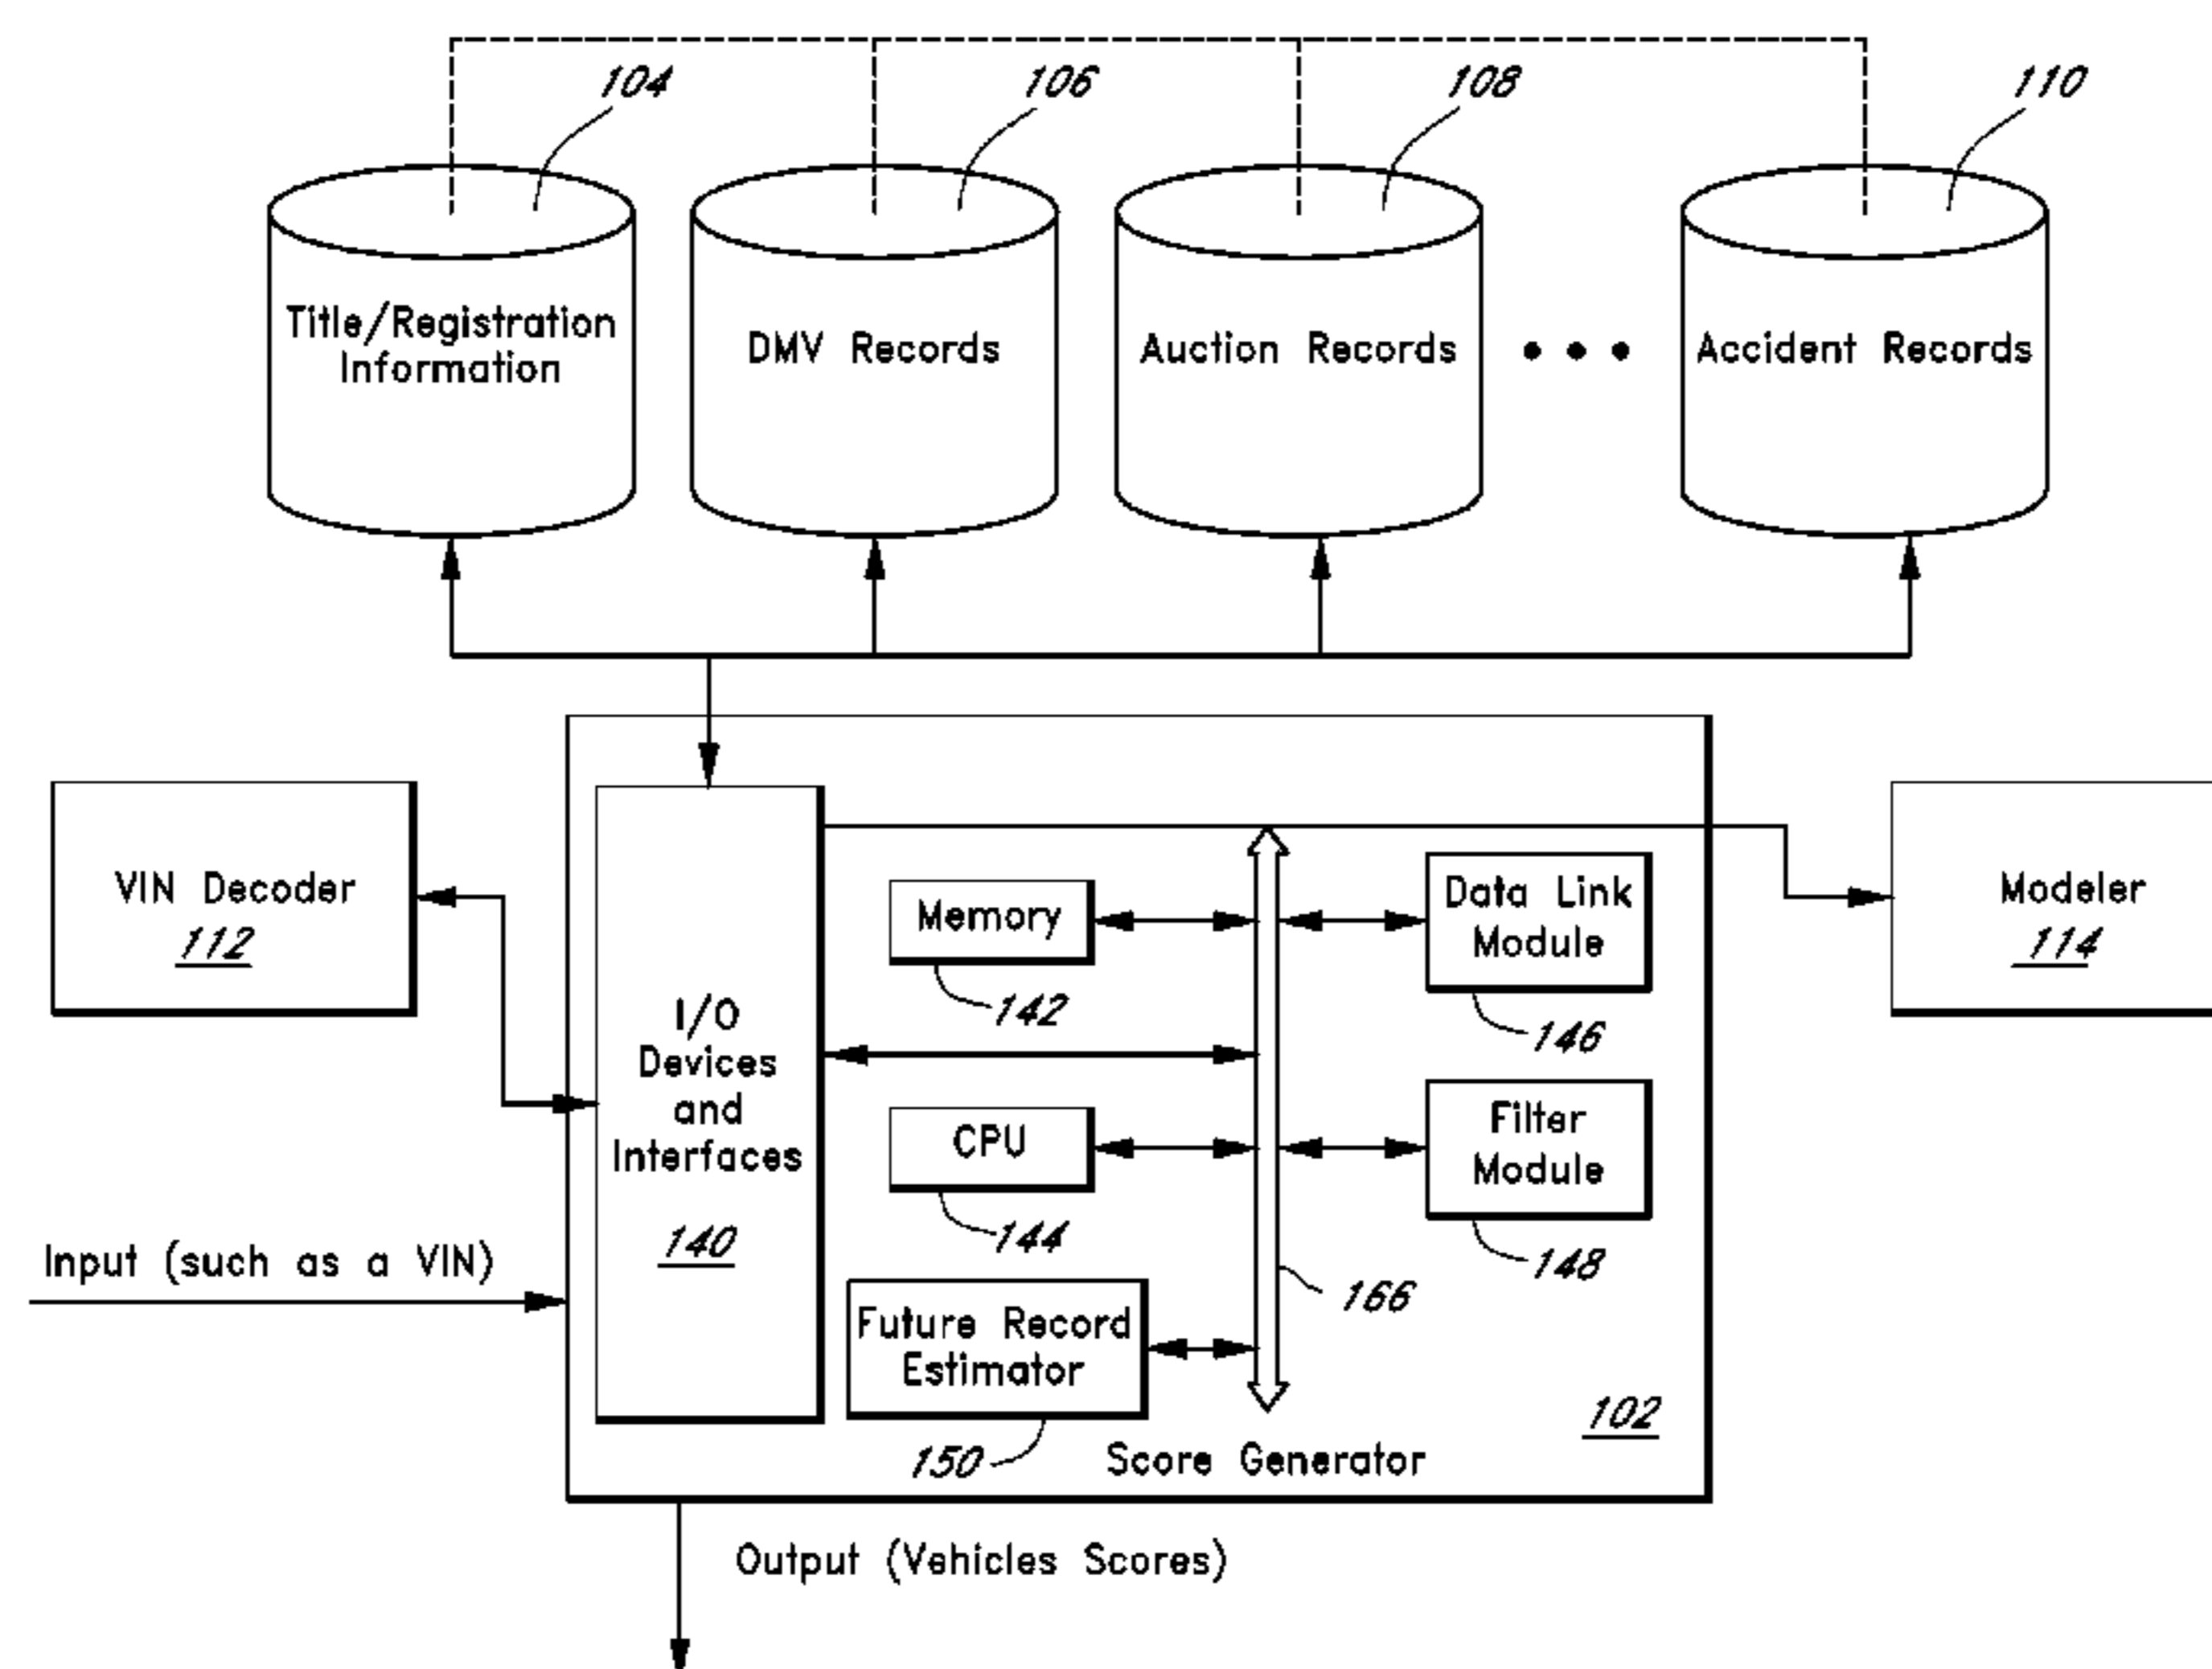 104
106
108
110
Title/Registration
Information
DMV Records
Auction Records
• • •
Accident Records
VIN Decoder
112
I/O
Devices
and
Interfaces
140
Memory
142
Data Link
Module
146
Modeler
114
CPU
144
Filter
Module
148
Input (such as a VIN)
166
Future Record
Estimator
150
Score Generator
102
Output (Vehicles Scores)